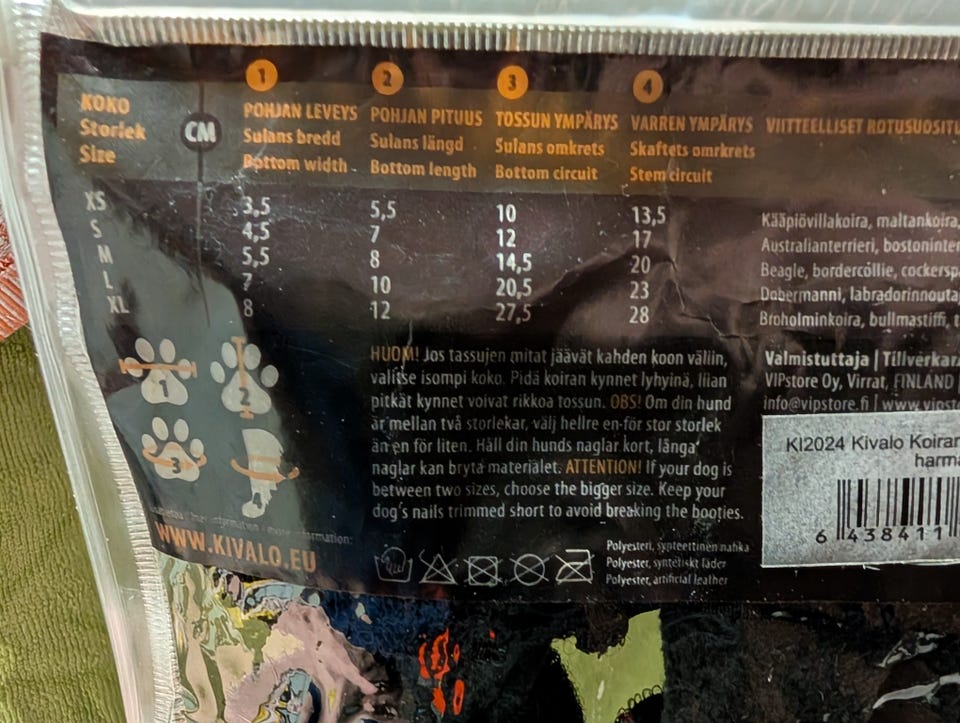 1 2 3 4
KOKO CM POHJAN LEVEYS POHJAN PITUUS TOSSUN YMPÄRYS VARREN YMPÄRYS VIITTEELLISET
Storlek Sulans bredd Sulans längd Sulans omkrets Skaftets omrkrets
Size Bottom width Bottom length Bottom circuit Stem circuit
XS 3,5 5,5 10 13,5 Kääpiövillakoira, maltankoira,
S 4,5 7 12 17 Australianterrieri,
M 5,5 8 14,5 20 Beagle, bordercollie,
L 7 10 20,5 23 Dobermanni,
XL 8 12 27,5 28 Broholminkoira, bullmastiffi,
1 2
3
HUOM! Jos tassujen mitat jäävät kahden koon väliin,
valitse isompi koko. Pidä koiran kynnet lyhyinä, liian
pitkät kynnet voivat rikkoa tossun. OBS! Om din hund
är mellan två storlekar, välj hellre en för stor storlek
än en för liten. Håll din hunds naglar kort, långa
naglar kan bryta materialet. ATTENTION! If your dog is
between two sizes, choose the bigger size. Keep your
dog's nails trimmed short to avoid breaking the booties.
information / more information:
WWW.KIVALO.EU
Polyesteri, synteettinen nahka
Polyester, syntetiskt läder
Polyester, artificial leather
Valmistuttaja |
VIPstore Oy, Virrat, FINLAND |
info@vipstore.fi |
KI2024 Kivalo
6 438411